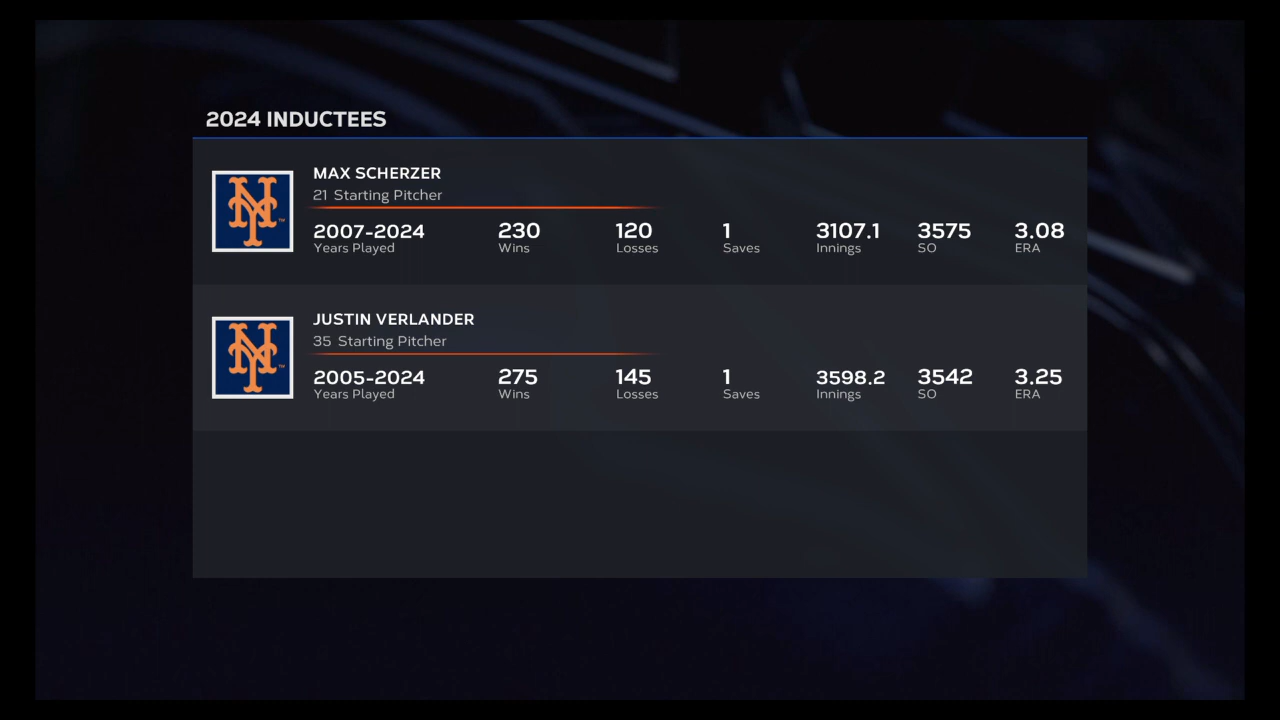 2024 INDUCTEES
NY
MAX SCHERZER
21 Starting Pitcher
2007-2024 230 120 1 3107.1 3575 3.08
Years Played Wins Losses Saves Innings SO ERA
NY
JUSTIN VERLANDER
35 Starting Pitcher
2005-2024 275 145 1 3598.2 3542 3.25
Years Played Wins Losses Saves Innings SO ERA